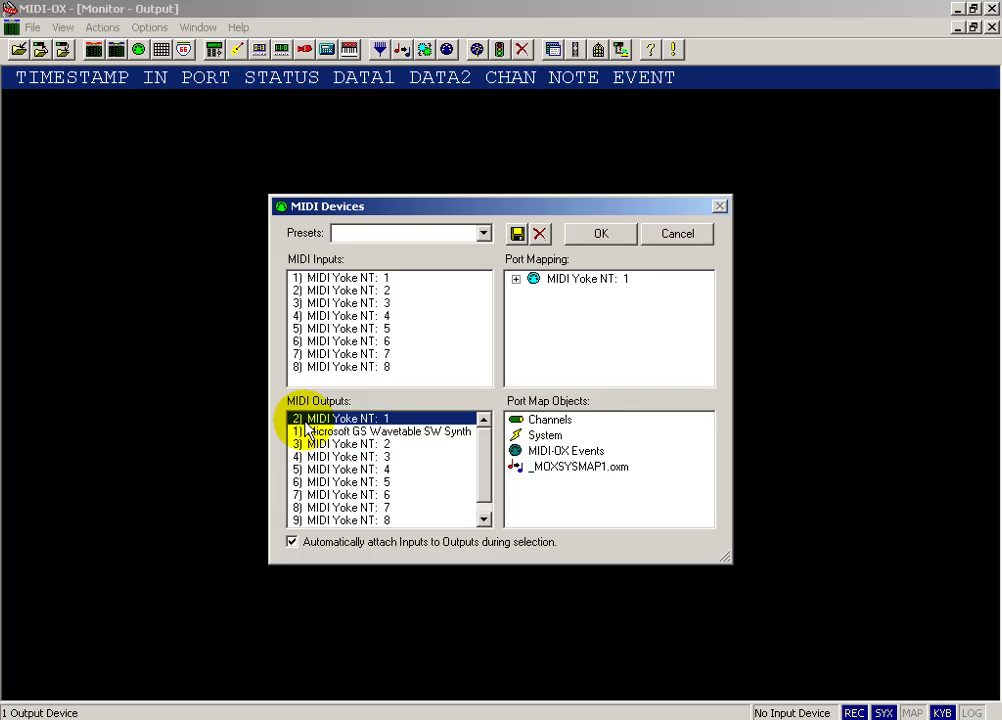 MIDI-OX - [Monitor - Output]
File View Actions Options Window Help
TIMESTAMP IN PORT STATUS DATA1 DATA2 CHAN NOTE EVENT
MIDI Devices
Presets:
OK
Cancel
MIDI Inputs:
1) MIDI Yoke NT: 1
2) MIDI Yoke NT: 2
3) MIDI Yoke NT: 3
4) MIDI Yoke NT: 4
5) MIDI Yoke NT: 5
6) MIDI Yoke NT: 6
7) MIDI Yoke NT: 7
8) MIDI Yoke NT: 8
Port Mapping:
MIDI Yoke NT: 1
MIDI Outputs:
2) MIDI Yoke NT: 1
1) Microsoft GS Wavetable SW Synth
3) MIDI Yoke NT: 2
4) MIDI Yoke NT: 3
5) MIDI Yoke NT: 4
6) MIDI Yoke NT: 5
7) MIDI Yoke NT: 6
8) MIDI Yoke NT: 7
9) MIDI Yoke NT: 8
Port Map Objects:
Channels
System
MIDI-OX Events
_MOXSYSMAP1.oxm
Automatically attach Inputs to Outputs during selection.
1 Output Device
No Input Device
REC SYX MAP KYB LOG